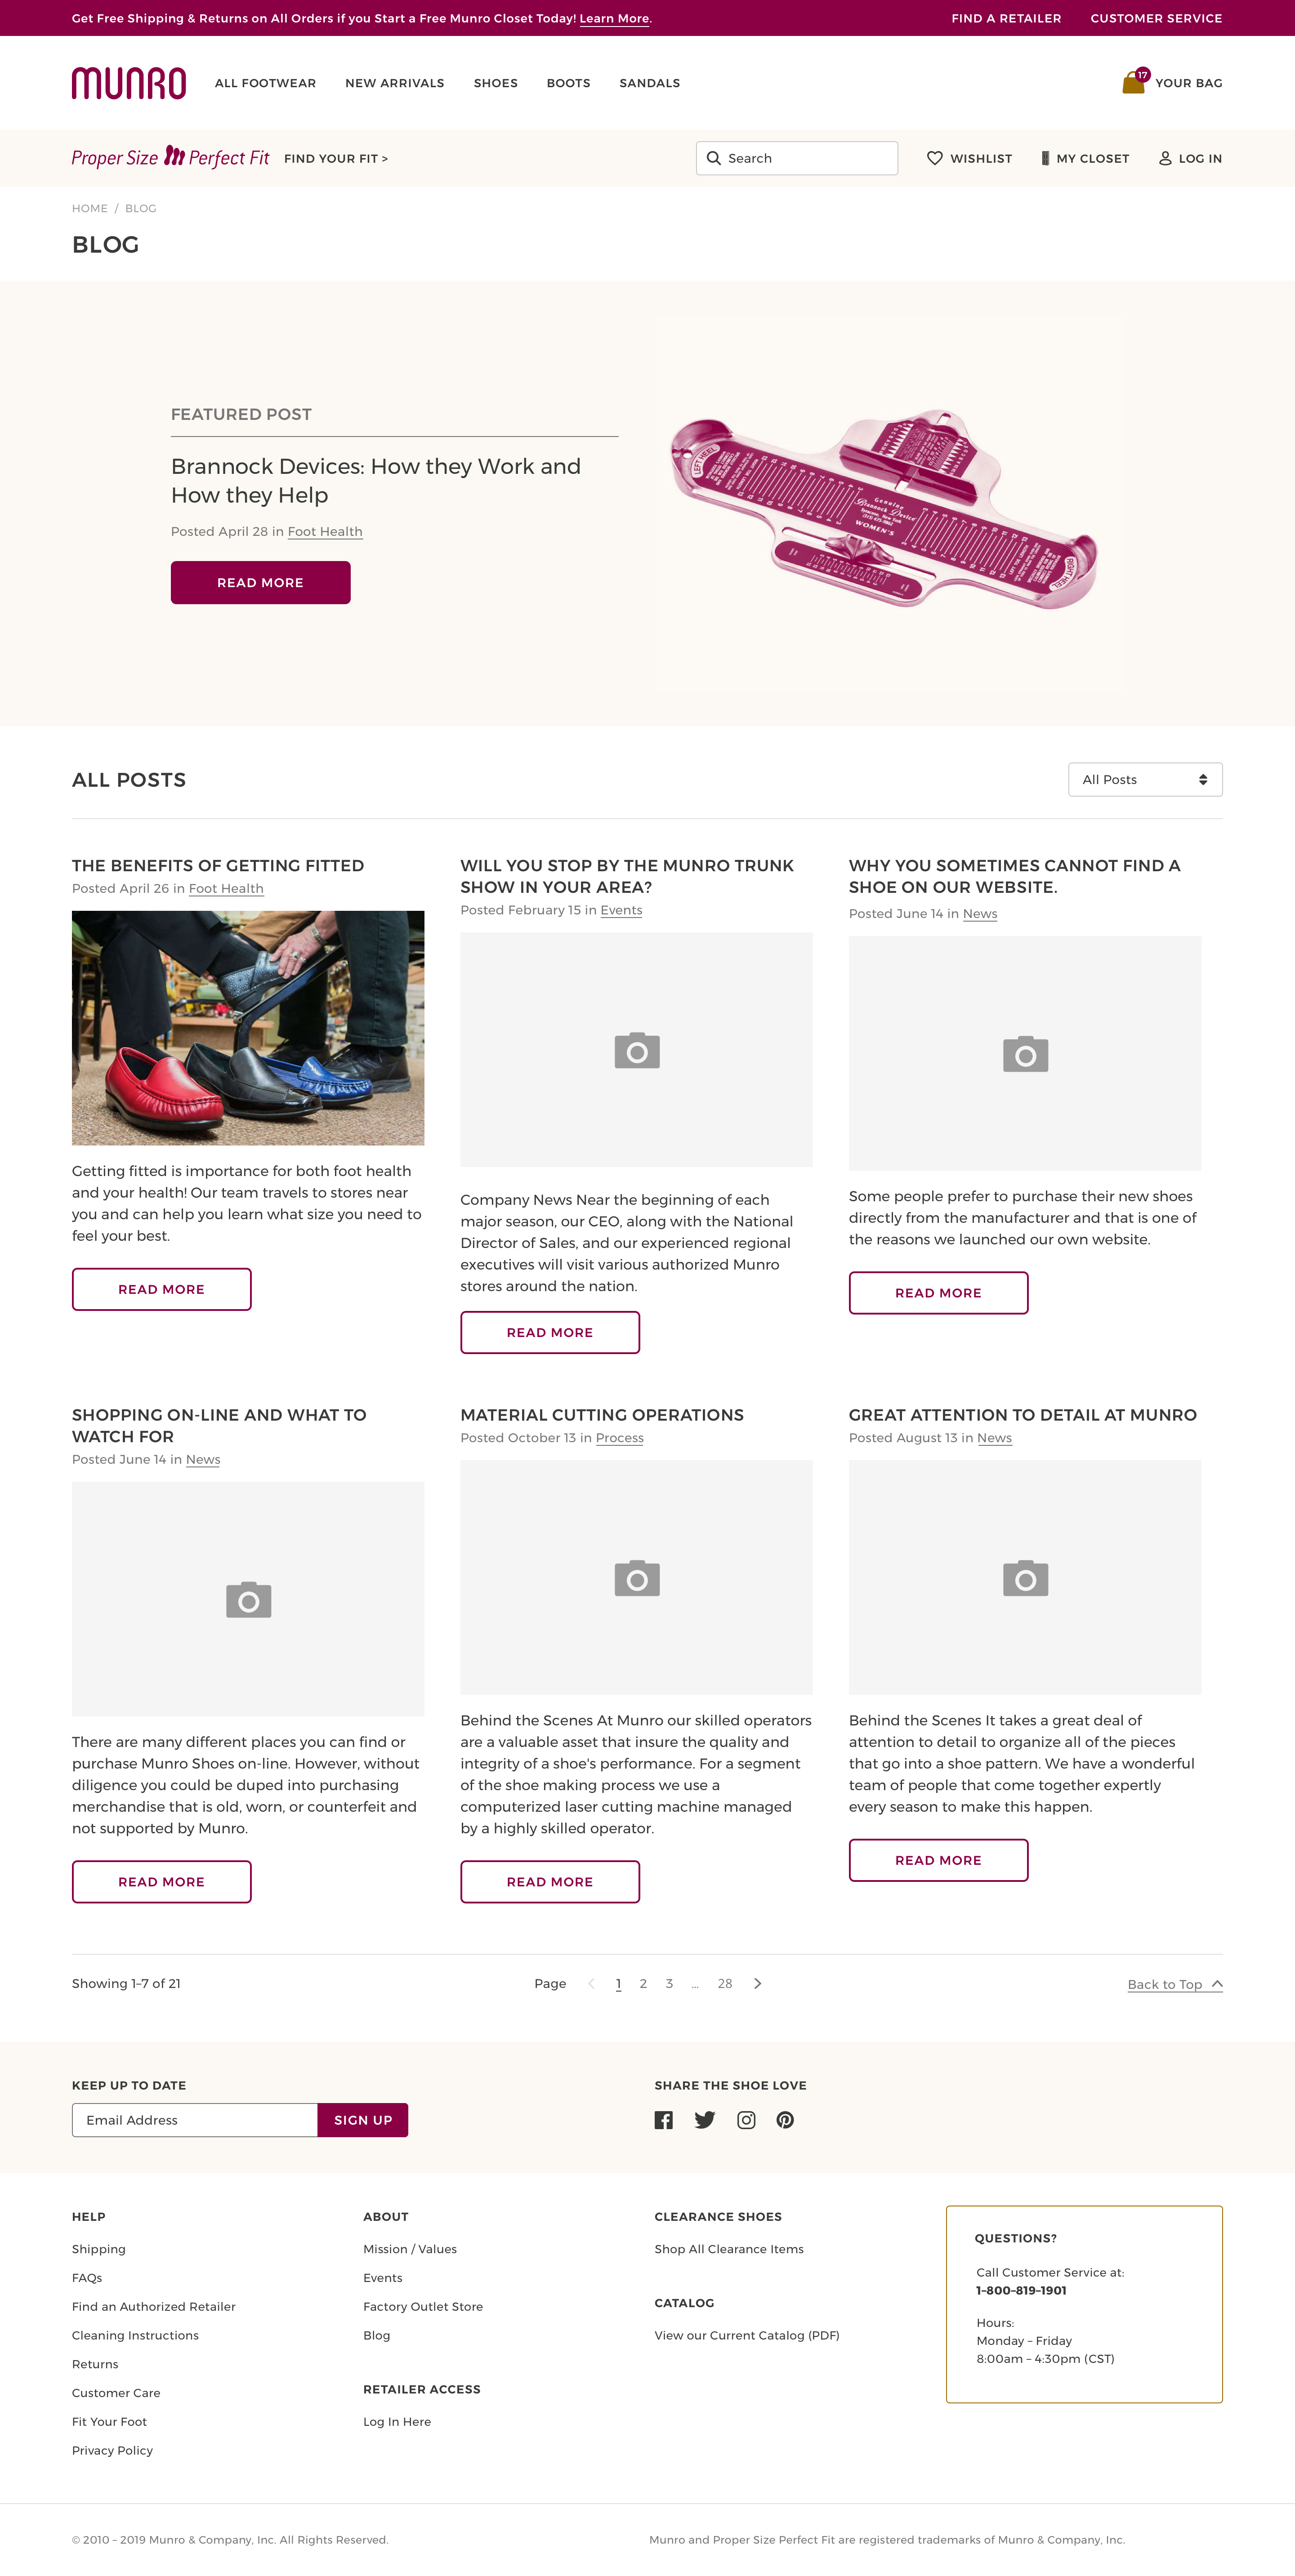 Get Free Shipping & Returns on All Orders if you Start a Free Munro Closet Today! Learn More.
FIND A RETAILER
CUSTOMER SERVICE
MUNRO
ALL FOOTWEAR
NEW ARRIVALS
SHOES
BOOTS
SANDALS
17
YOUR BAG
Proper Size Perfect Fit
FIND YOUR FIT >
Search
WISHLIST
MY CLOSET
LOG IN
HOME / BLOG
BLOG
FEATURED POST
Brannock Devices: How they Work and
How they Help
Posted April 28 in Foot Health
READ MORE
LEFT HEEL
Genuine
Brannock Device
Syracuse, New York
WOMEN'S
RIGHT HEEL
ALL POSTS
All Posts
THE BENEFITS OF GETTING FITTED
Posted April 26 in Foot Health
Getting fitted is importance for both foot health
and your health! Our team travels to stores near
you and can help you learn what size you need to
feel your best.
READ MORE
WILL YOU STOP BY THE MUNRO TRUNK
SHOW IN YOUR AREA?
Posted February 15 in Events
Company News Near the beginning of each
major season, our CEO, along with the National
Director of Sales, and our experienced regional
executives will visit various authorized Munro
stores around the nation.
READ MORE
WHY YOU SOMETIMES CANNOT FIND A
SHOE ON OUR WEBSITE.
Posted June 14 in News
Some people prefer to purchase their new shoes
directly from the manufacturer and that is one of
the reasons we launched our own website.
READ MORE
SHOPPING ON-LINE AND WHAT TO
WATCH FOR
Posted June 14 in News
There are many different places you can find or
purchase Munro Shoes on-line. However, without
diligence you could be duped into purchasing
merchandise that is old, worn, or counterfeit and
not supported by Munro.
READ MORE
MATERIAL CUTTING OPERATIONS
Posted October 13 in Process
Behind the Scenes At Munro our skilled operators
are a valuable asset that insure the quality and
integrity of a shoe's performance. For a segment
of the shoe making process we use a
computerized laser cutting machine managed
by a highly skilled operator.
READ MORE
GREAT ATTENTION TO DETAIL AT MUNRO
Posted August 13 in News
Behind the Scenes It takes a great deal of
attention to detail to organize all of the pieces
that go into a shoe pattern. We have a wonderful
team of people that come together expertly
every season to make this happen.
READ MORE
Showing 1–7 of 21
Page 1 2 3 ... 28
Back to Top
KEEP UP TO DATE
Email Address
SIGN UP
SHARE THE SHOE LOVE
HELP
Shipping
FAQs
Find an Authorized Retailer
Cleaning Instructions
Returns
Customer Care
Fit Your Foot
Privacy Policy
ABOUT
Mission / Values
Events
Factory Outlet Store
Blog
RETAILER ACCESS
Log In Here
CLEARANCE SHOES
Shop All Clearance Items
CATALOG
View our Current Catalog (PDF)
QUESTIONS?
Call Customer Service at:
1-800-819-1901
Hours:
Monday – Friday
8:00am – 4:30pm (CST)
© 2010 – 2019 Munro & Company, Inc. All Rights Reserved.
Munro and Proper Size Perfect Fit are registered trademarks of Munro & Company, Inc.